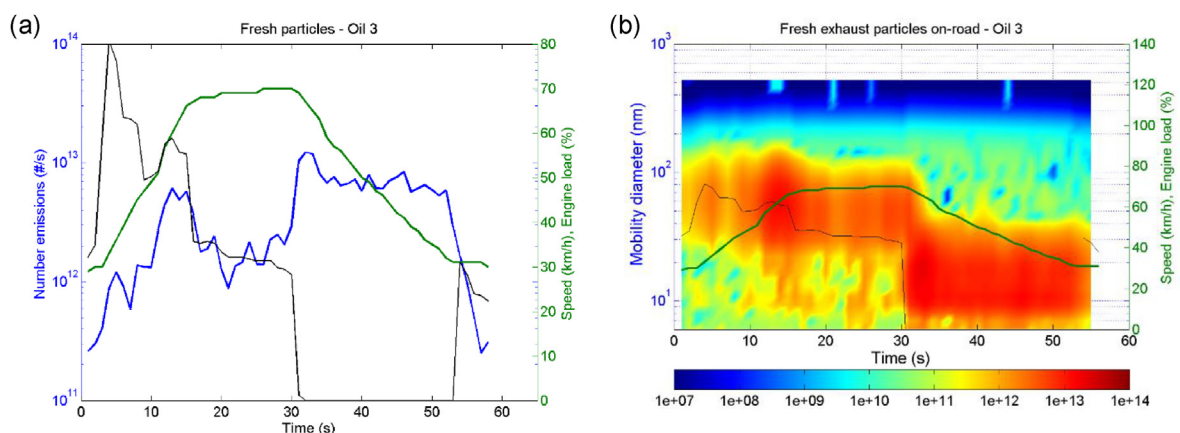 (a)
Fresh particles - Oil 3
Number emissions (#/s)
10^14
10^13
10^12
10^11
80
70
60
50
40
30
20
10
0
Speed (km/h), Engine load (%)
0 10 20 30 40 50 60
Time (s)
(b)
Fresh exhaust particles on-road - Oil 3
Mobility diameter (nm)
10^3
10^2
10^1
140
120
100
80
60
40
20
0
Speed (km/h), Engine load (%)
0 10 20 30 40 50 60
Time (s)
1e+07 1e+08 1e+09 1e+10 1e+11 1e+12 1e+13 1e+14